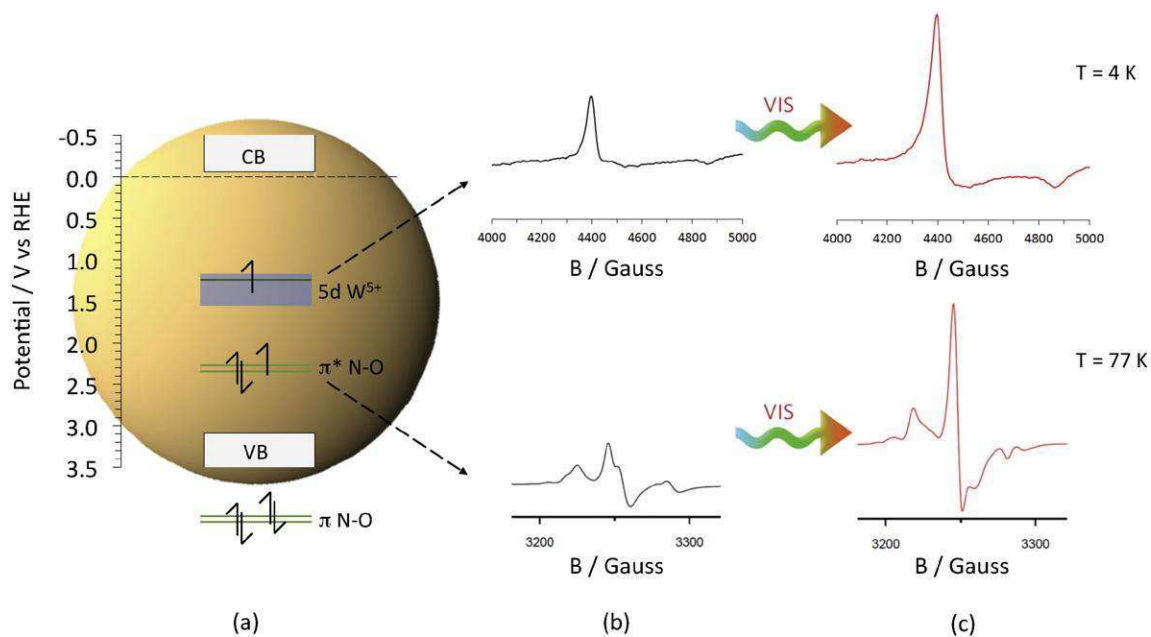 VIS
T = 4 K
4000 4200 4400 4600 4800 5000
B / Gauss
4000 4200 4400 4600 4800 5000
B / Gauss
Potential / V vs RHE
-0.5
0.0
0.5
1.0
1.5
2.0
2.5
3.0
3.5
CB
5d W⁵⁺
π* N-O
VB
π N-O
VIS
T = 77 K
3200 3300
B / Gauss
3200 3300
B / Gauss
(a) (b) (c)